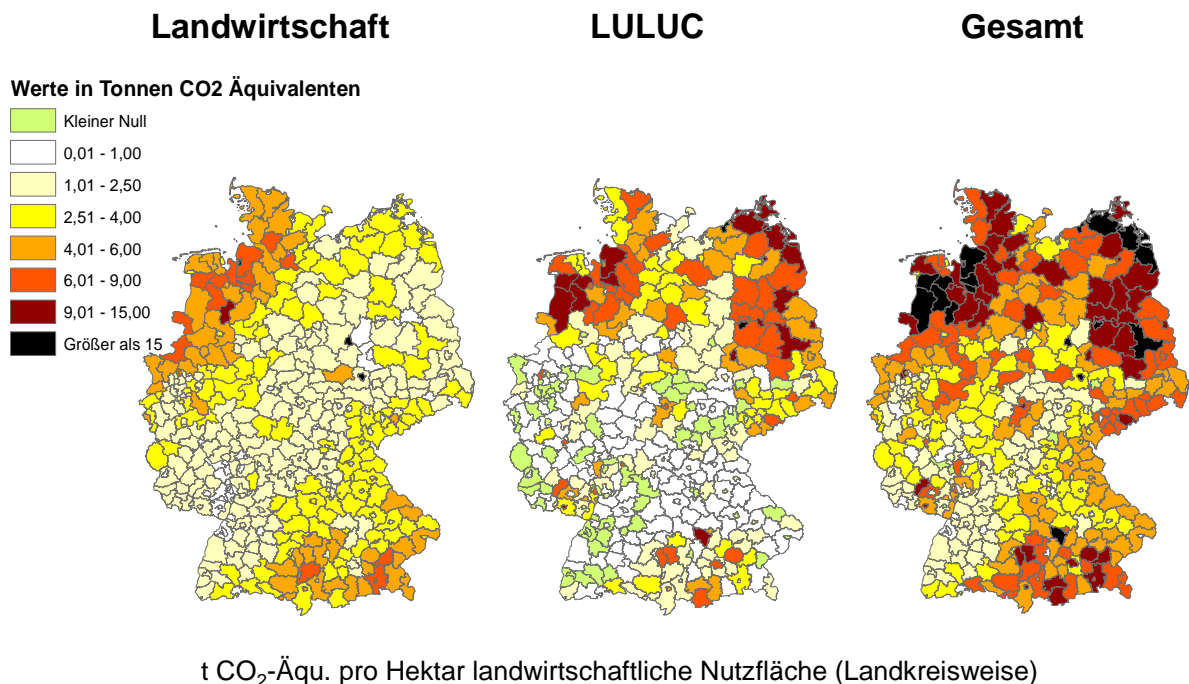 Landwirtschaft LULUC Gesamt
Werte in Tonnen CO2 Äquivalenten
Kleiner Null
0,01 - 1,00
1,01 - 2,50
2,51 - 4,00
4,01 - 6,00
6,01 - 9,00
9,01 - 15,00
Größer als 15
t CO₂-Äqu. pro Hektar landwirtschaftliche Nutzfläche (Landkreisweise)